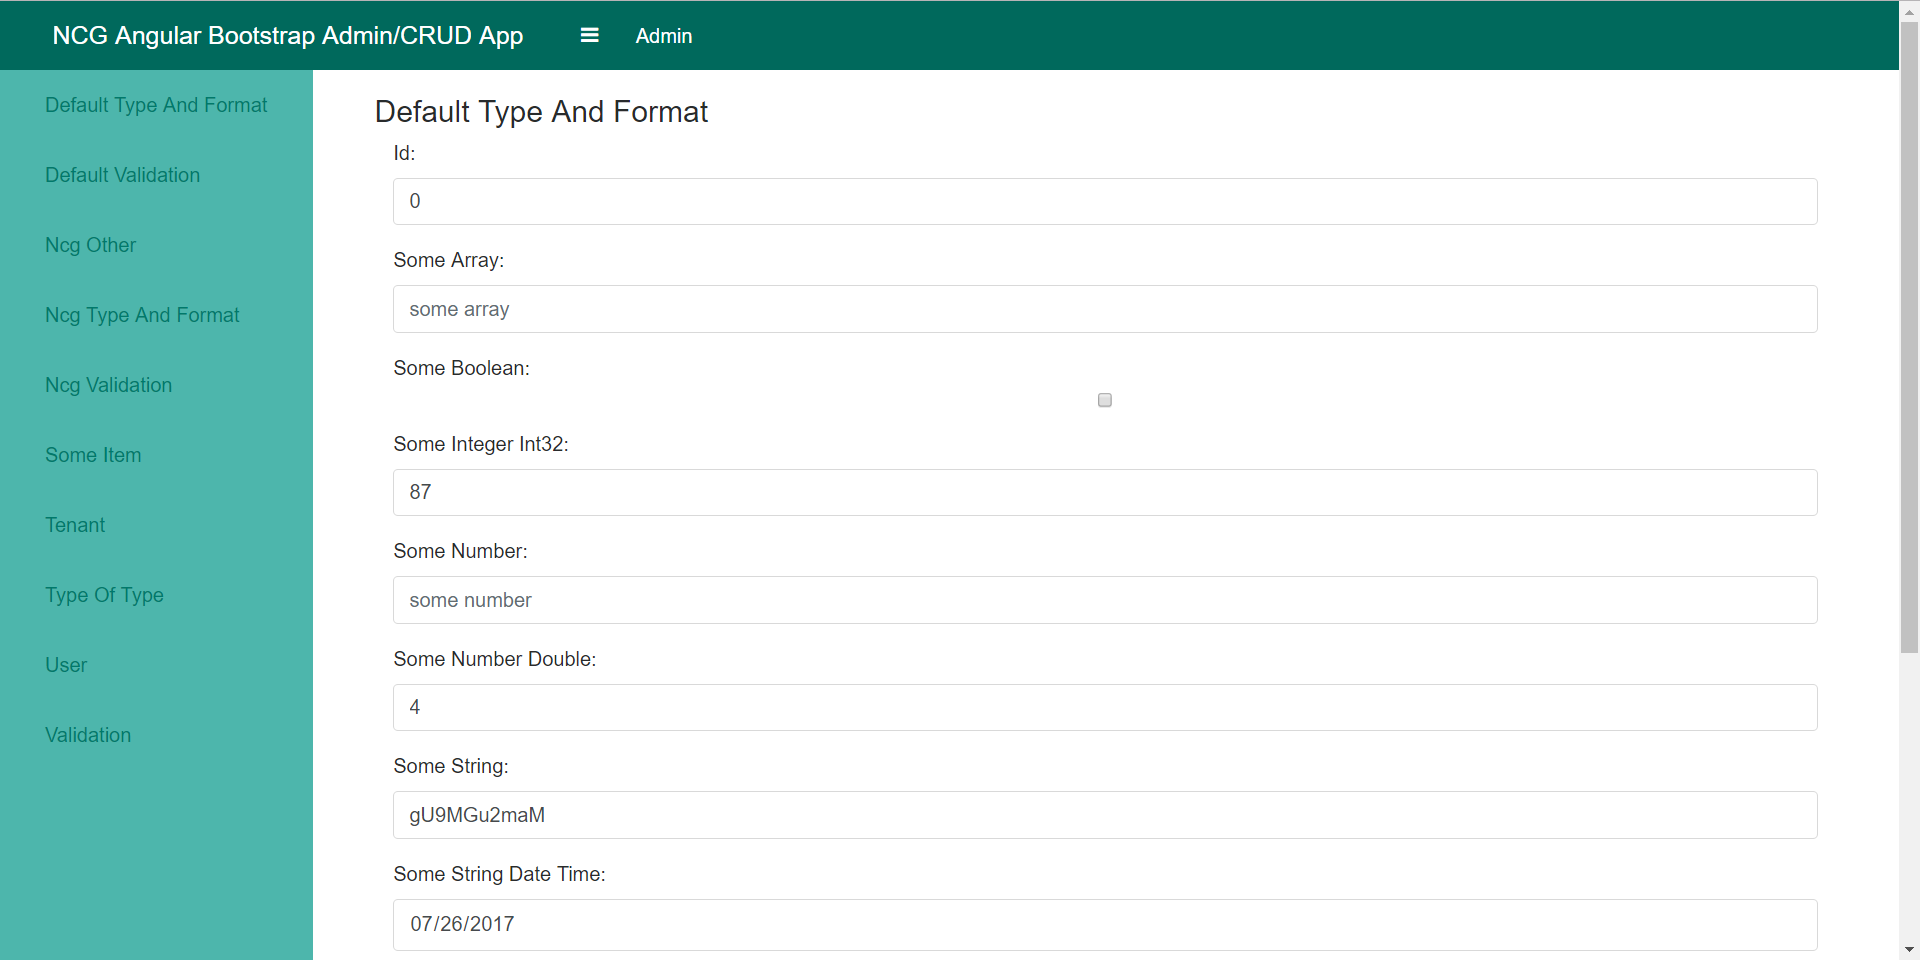 NCG Angular Bootstrap Admin/CRUD App
Admin
Default Type And Format
Default Validation
Ncg Other
Ncg Type And Format
Ncg Validation
Some Item
Tenant
Type Of Type
User
Validation
Default Type And Format
Id:
0
Some Array:
some array
Some Boolean:
Some Integer Int32:
87
Some Number:
some number
Some Number Double:
4
Some String:
gU9MGu2maM
Some String Date Time:
07/26/2017